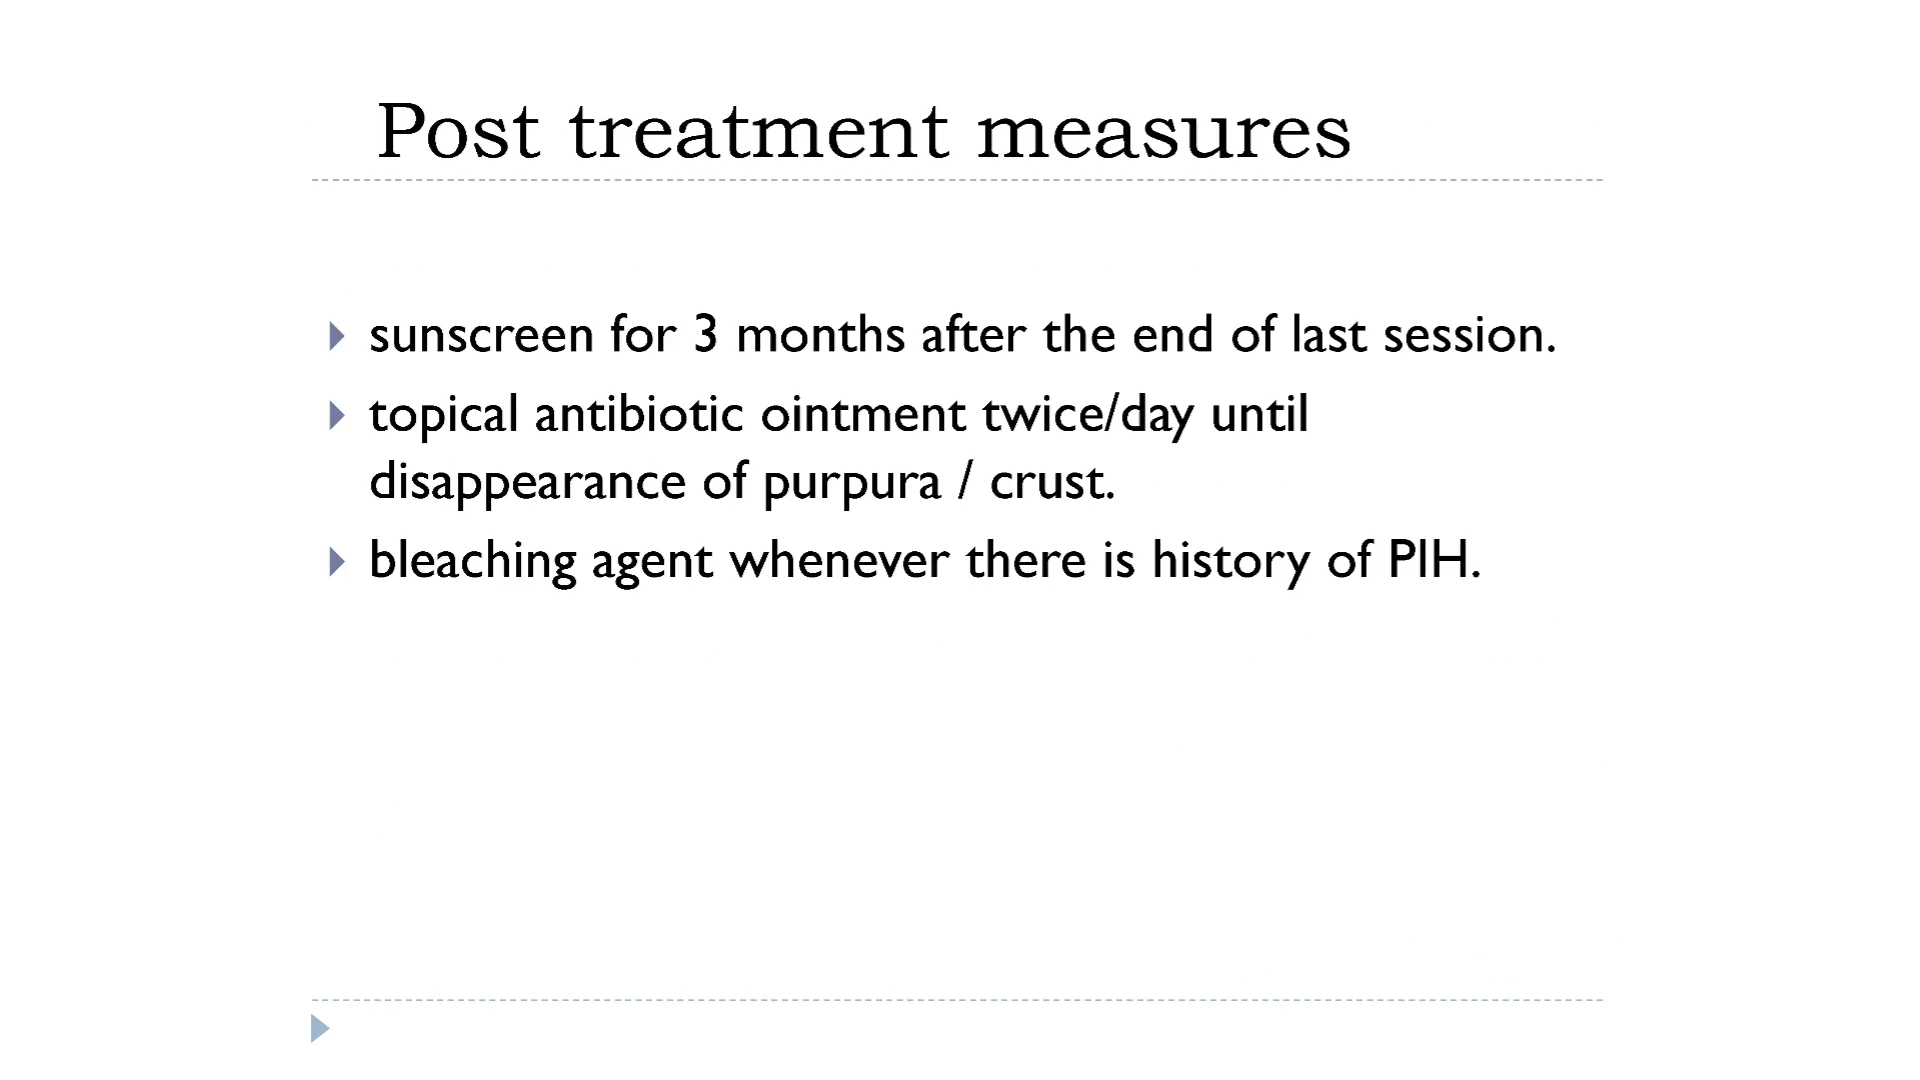 Post treatment measures
sunscreen for 3 months after the end of last session.
topical antibiotic ointment twice/day until
disappearance of purpura / crust.
bleaching agent whenever there is history of PIH.